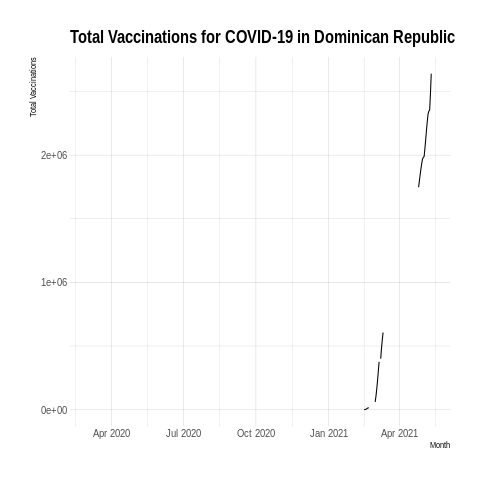 Total Vaccinations for COVID-19 in Dominican Republic
Total Vaccinations
2e+06
1e+06
0e+00
Apr 2020 Jul 2020 Oct 2020 Jan 2021 Apr 2021
Month